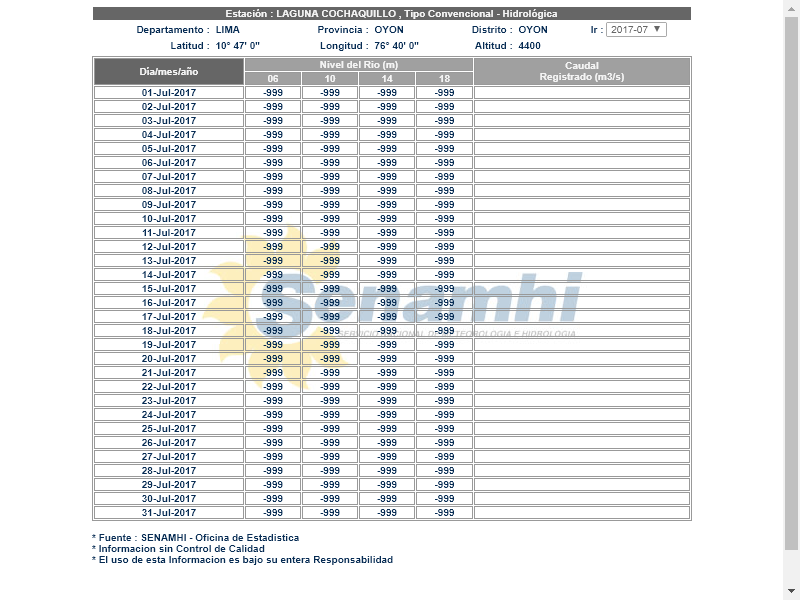 Estación : LAGUNA COCHAQUILLO , Tipo Convencional - Hidrológica
Departamento : LIMA Provincia : OYON Distrito : OYON Ir : 2017-07
Latitud : 10° 47' 0" Longitud : 76° 40' 0" Altitud : 4400
Dia/mes/año Nivel del Rio (m) Caudal Registrado (m3/s)
06 10 14 18
01-Jul-2017 -999 -999 -999 -999
02-Jul-2017 -999 -999 -999 -999
03-Jul-2017 -999 -999 -999 -999
04-Jul-2017 -999 -999 -999 -999
05-Jul-2017 -999 -999 -999 -999
06-Jul-2017 -999 -999 -999 -999
07-Jul-2017 -999 -999 -999 -999
08-Jul-2017 -999 -999 -999 -999
09-Jul-2017 -999 -999 -999 -999
10-Jul-2017 -999 -999 -999 -999
11-Jul-2017 -999 -999 -999 -999
12-Jul-2017 -999 -999 -999 -999
13-Jul-2017 -999 -999 -999 -999
14-Jul-2017 -999 -999 -999 -999
15-Jul-2017 -999 -999 -999 -999
16-Jul-2017 -999 -999 -999 -999
17-Jul-2017 -999 -999 -999 -999
18-Jul-2017 -999 -999 -999 -999
19-Jul-2017 -999 -999 -999 -999
20-Jul-2017 -999 -999 -999 -999
21-Jul-2017 -999 -999 -999 -999
22-Jul-2017 -999 -999 -999 -999
23-Jul-2017 -999 -999 -999 -999
24-Jul-2017 -999 -999 -999 -999
25-Jul-2017 -999 -999 -999 -999
26-Jul-2017 -999 -999 -999 -999
27-Jul-2017 -999 -999 -999 -999
28-Jul-2017 -999 -999 -999 -999
29-Jul-2017 -999 -999 -999 -999
30-Jul-2017 -999 -999 -999 -999
31-Jul-2017 -999 -999 -999 -999
Senamhi
SERVICIO NACIONAL DE METEOROLOGIA E HIDROLOGIA
* Fuente : SENAMHI - Oficina de Estadistica
* Informacion sin Control de Calidad
* El uso de esta Informacion es bajo su entera Responsabilidad